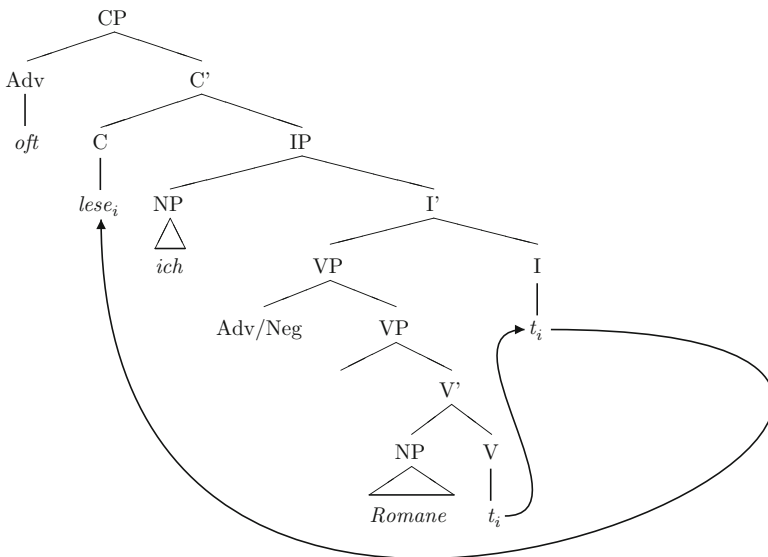 CP
Adv C'
oft C IP
lese_i NP I'
ich VP I
Adv/Neg VP t_i
V'
NP V
Romane t_i